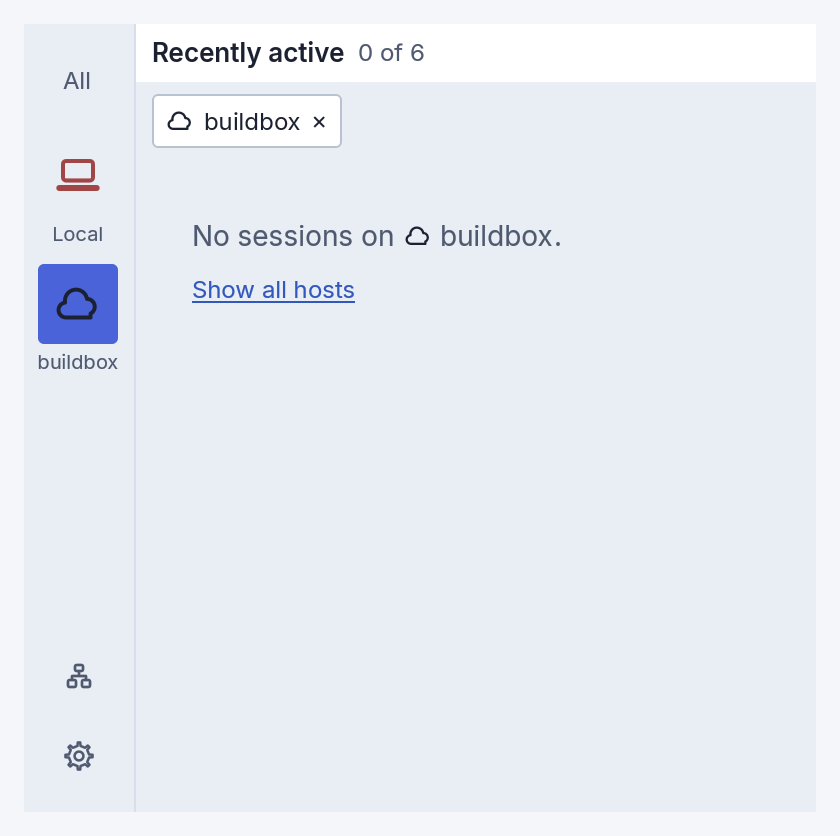 All
Local
buildbox
Recently active 0 of 6
buildbox ×
No sessions on buildbox.
Show all hosts